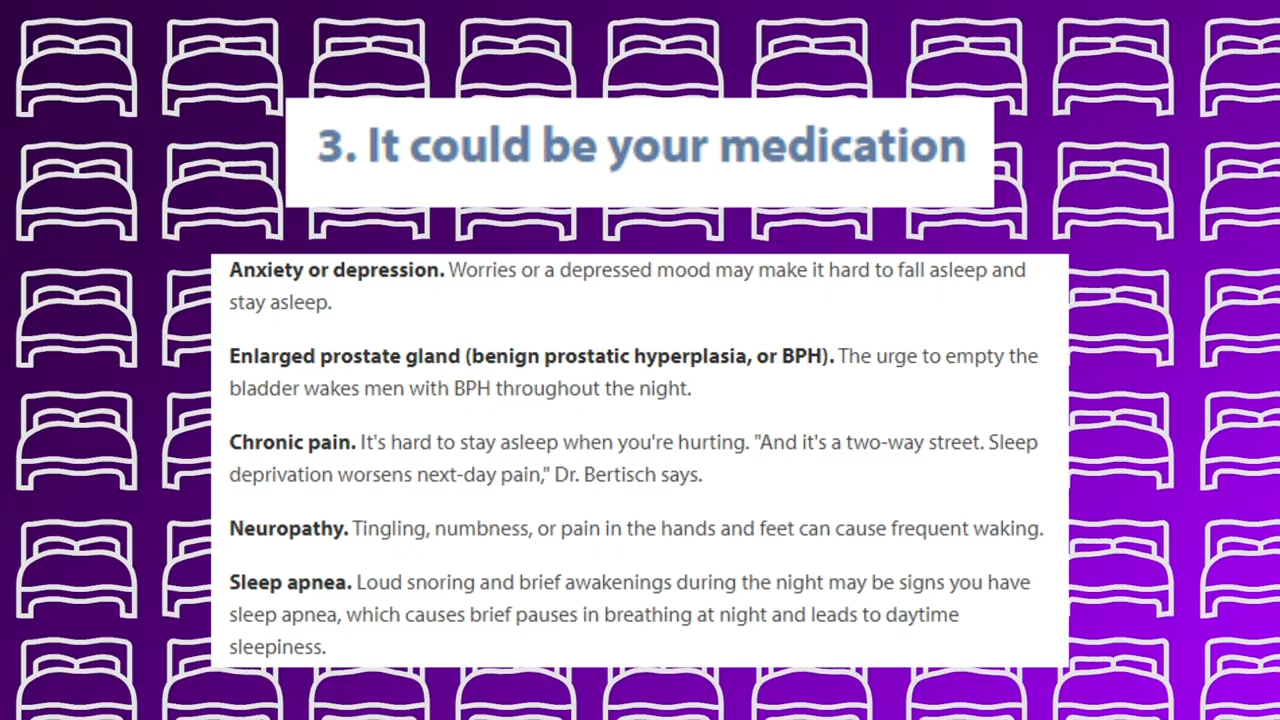 3. It could be your medication
Anxiety or depression. Worries or a depressed mood may make it hard to fall asleep and
stay asleep.
Enlarged prostate gland (benign prostatic hyperplasia, or BPH). The urge to empty the
bladder wakes men with BPH throughout the night.
Chronic pain. It's hard to stay asleep when you're hurting. "And it's a two-way street. Sleep
deprivation worsens next-day pain," Dr. Bertisch says.
Neuropathy. Tingling, numbness, or pain in the hands and feet can cause frequent waking.
Sleep apnea. Loud snoring and brief awakenings during the night may be signs you have
sleep apnea, which causes brief pauses in breathing at night and leads to daytime
sleepiness.